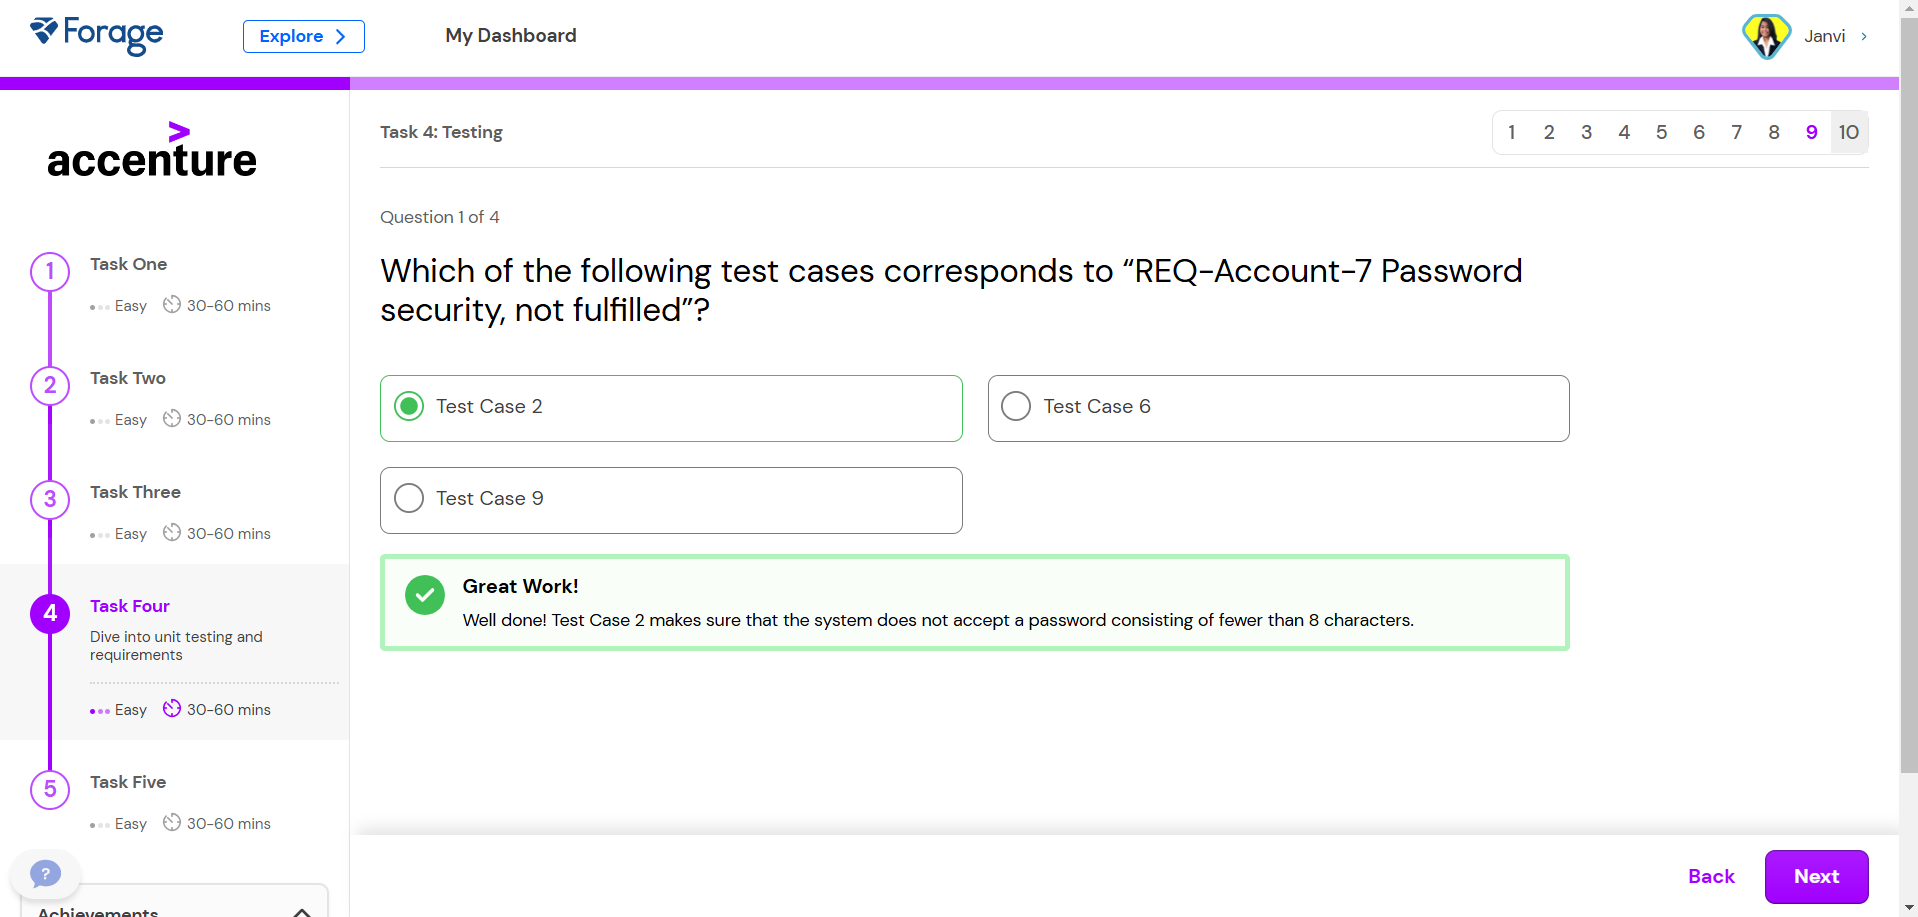 Forage
Explore
My Dashboard
Janvi
accenture
Task 4: Testing
1 2 3 4 5 6 7 8 9 10
1
Task One
Easy 30-60 mins
2
Task Two
Easy 30-60 mins
3
Task Three
Easy 30-60 mins
4
Task Four
Dive into unit testing and
requirements
Easy 30-60 mins
5
Task Five
Easy 30-60 mins
?
Achievements
Question 1 of 4
Which of the following test cases corresponds to “REQ-Account-7 Password
security, not fulfilled”?
Test Case 2
Test Case 6
Test Case 9
Great Work!
Well done! Test Case 2 makes sure that the system does not accept a password consisting of fewer than 8 characters.
Back
Next